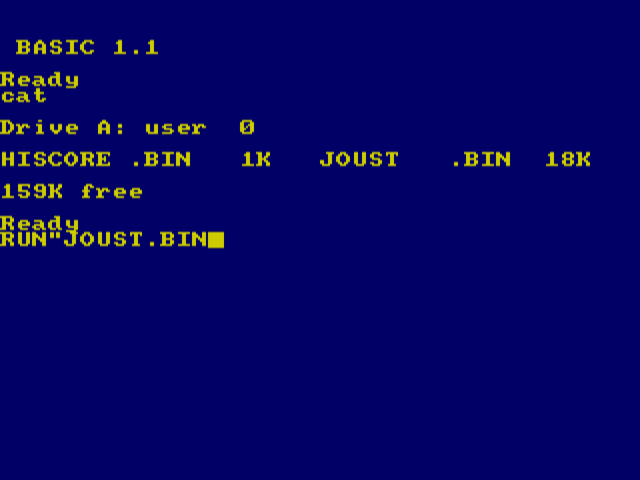 BASIC 1.1
Ready
cat
Drive A: user 0
HISCORE .BIN 1K JOUST .BIN 18K
159K free
Ready
RUN"JOUST.BIN